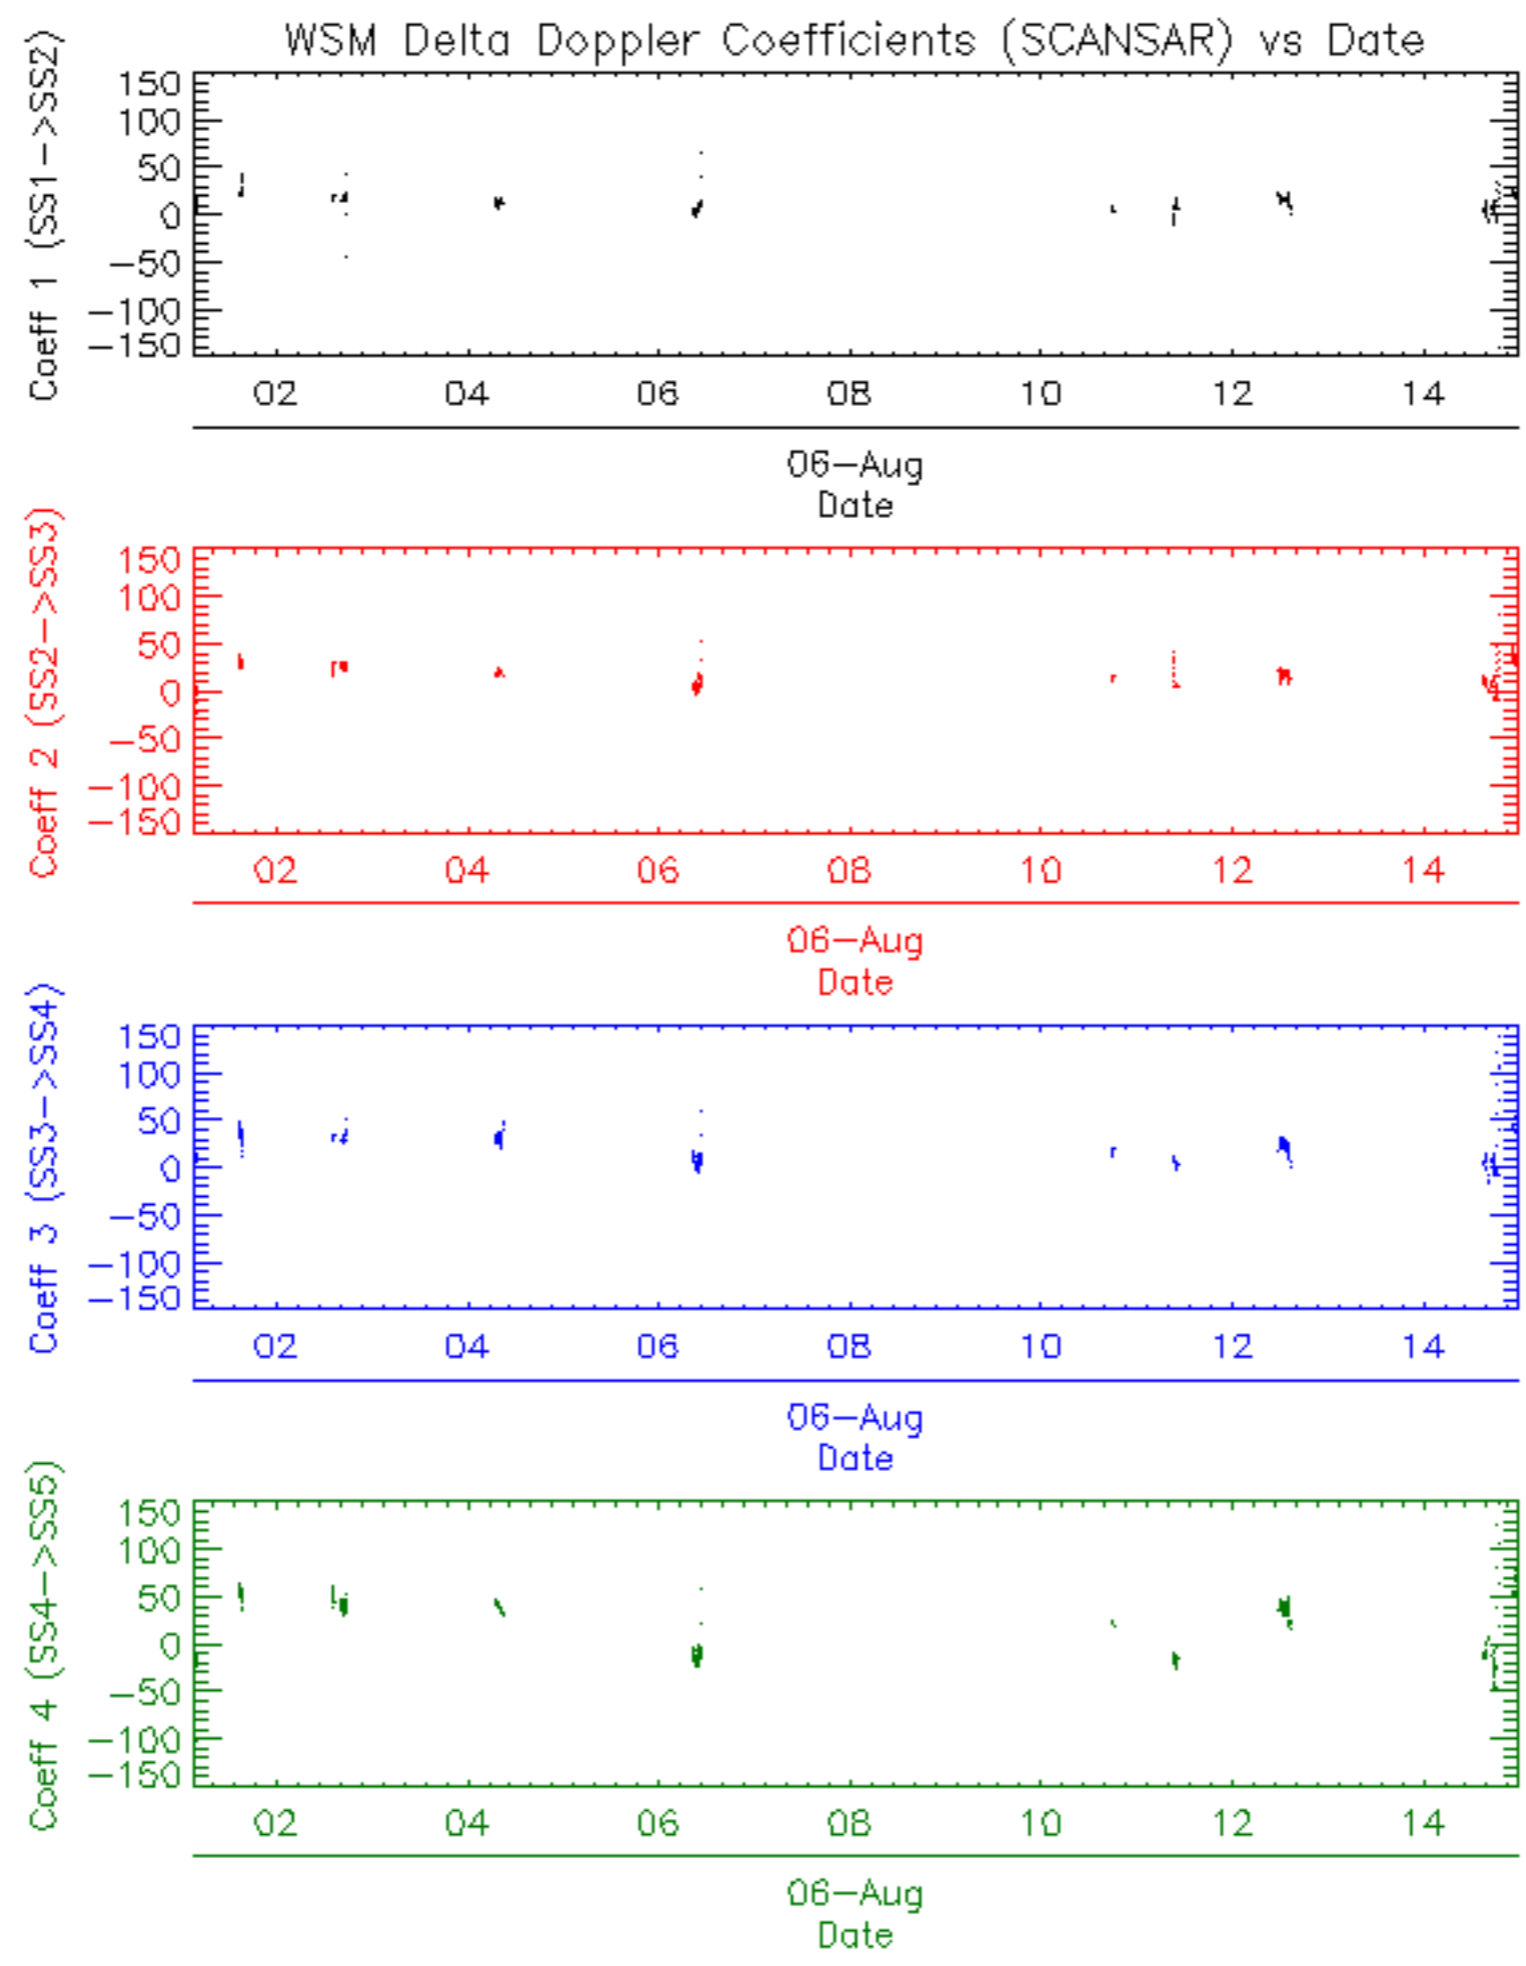 WSM Delta Doppler Coefficients (SCANSAR) vs Date
Coeff 1 (SS1->SS2)
150
100
50
0
-50
-100
-150
02 04 06 08 10 12 14
06-Aug
Date
Coeff 2 (SS2->SS3)
150
100
50
0
-50
-100
-150
02 04 06 08 10 12 14
06-Aug
Date
Coeff 3 (SS3->SS4)
150
100
50
0
-50
-100
-150
02 04 06 08 10 12 14
06-Aug
Date
Coeff 4 (SS4->SS5)
150
100
50
0
-50
-100
-150
02 04 06 08 10 12 14
06-Aug
Date